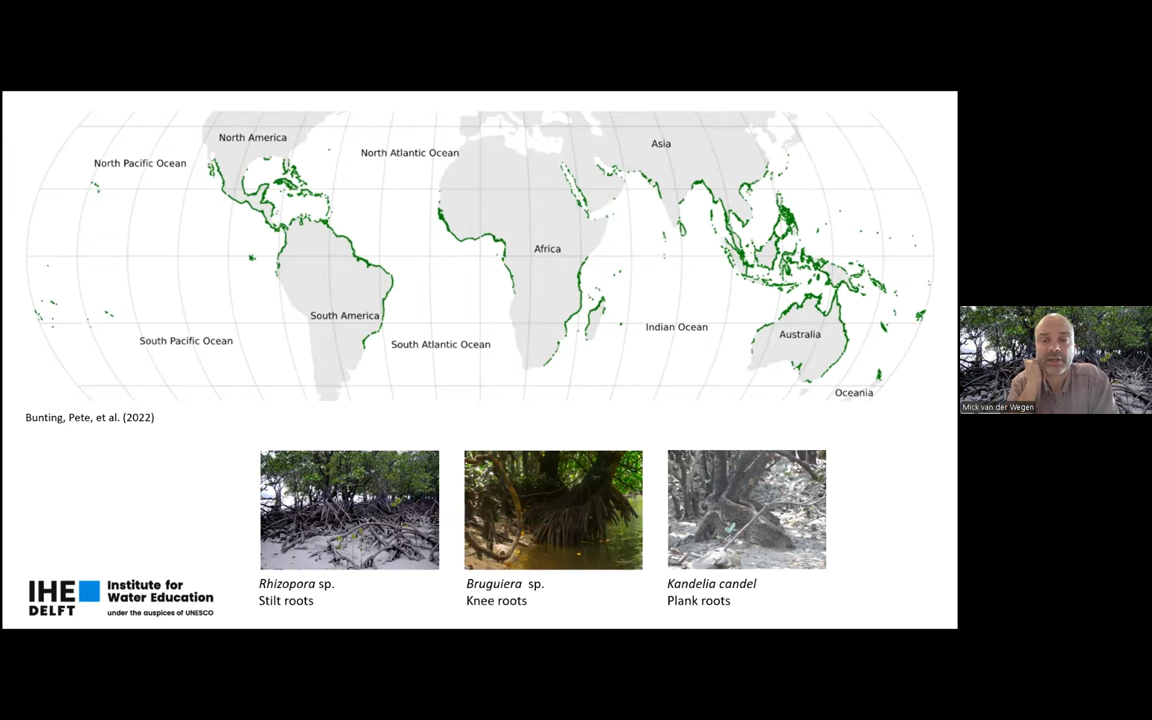 North America
Asia
North Atlantic Ocean
North Pacific Ocean
Africa
South America
Indian Ocean
Australia
South Pacific Ocean
South Atlantic Ocean
Oceania
Mick van der Wegen
Bunting, Pete, et al. (2022)
IHE
DELFT
Institute for
Water Education
under the auspices of UNESCO
Rhizopora sp.
Stilt roots
Bruguiera sp.
Knee roots
Kandelia candel
Plank roots